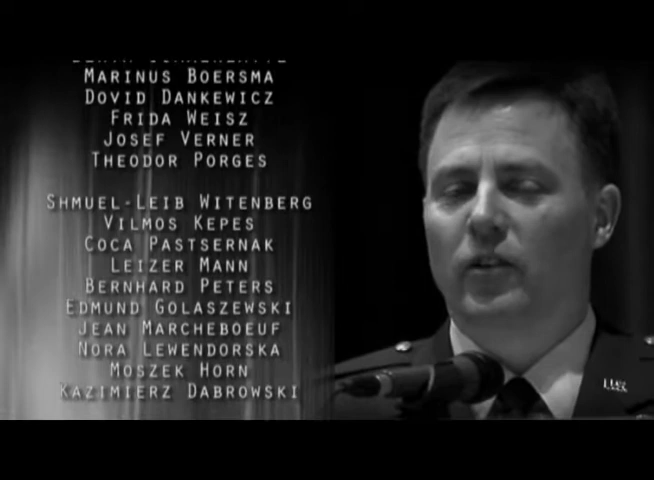 MARINUS BOERSMA
DOVID DANKEWICZ
FRIDA WEISZ
JOSEF VERNER
THEODOR PORGES
SHMUEL-LEIB WITENBERG
VILMOS KEPES
COCA PASTSERNAK
LEIZER MANN
BERNHARD PETERS
EDMUND GOLASZEWSKI
JEAN MARCHEBOEUF
NORA LEWENDORSKA
MOSZEK HORN
KAZIMIERZ DABROWSKI
U.S.